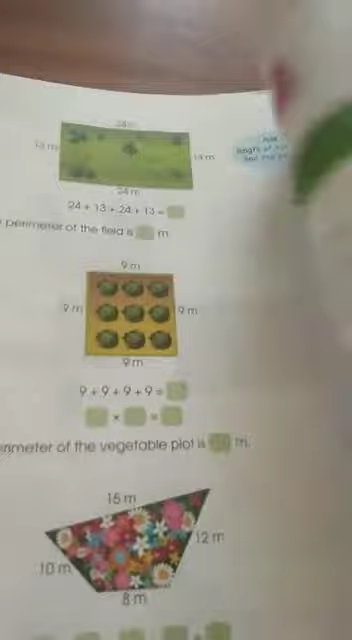 24 m
13 m
13 m
24 m
24 + 13 + 24 + 13 =
perimeter of the field is m
9 m
9 m 9 m
9 m
9 + 9 + 9 + 9 =
× =
rimeter of the vegetable plot is m.
15 m
12 m
10 m
8 m